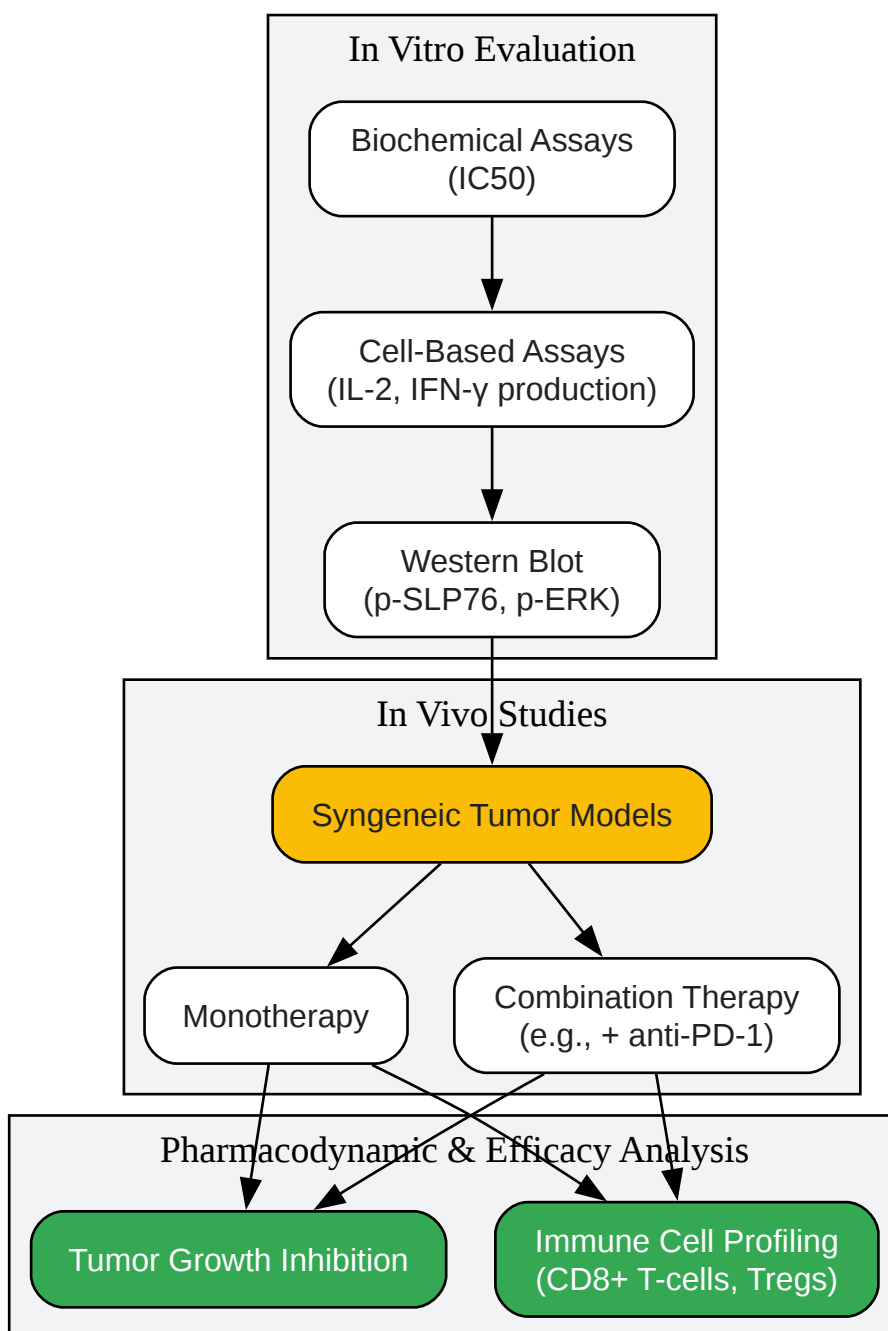 In Vitro Evaluation
Biochemical Assays
(IC50)
Cell-Based Assays
(IL-2, IFN-γ production)
Western Blot
(p-SLP76, p-ERK)
In Vivo Studies
Syngeneic Tumor Models
Monotherapy
Combination Therapy
(e.g., + anti-PD-1)
Pharmacodynamic & Efficacy Analysis
Tumor Growth Inhibition
Immune Cell Profiling
(CD8+ T-cells, Tregs)